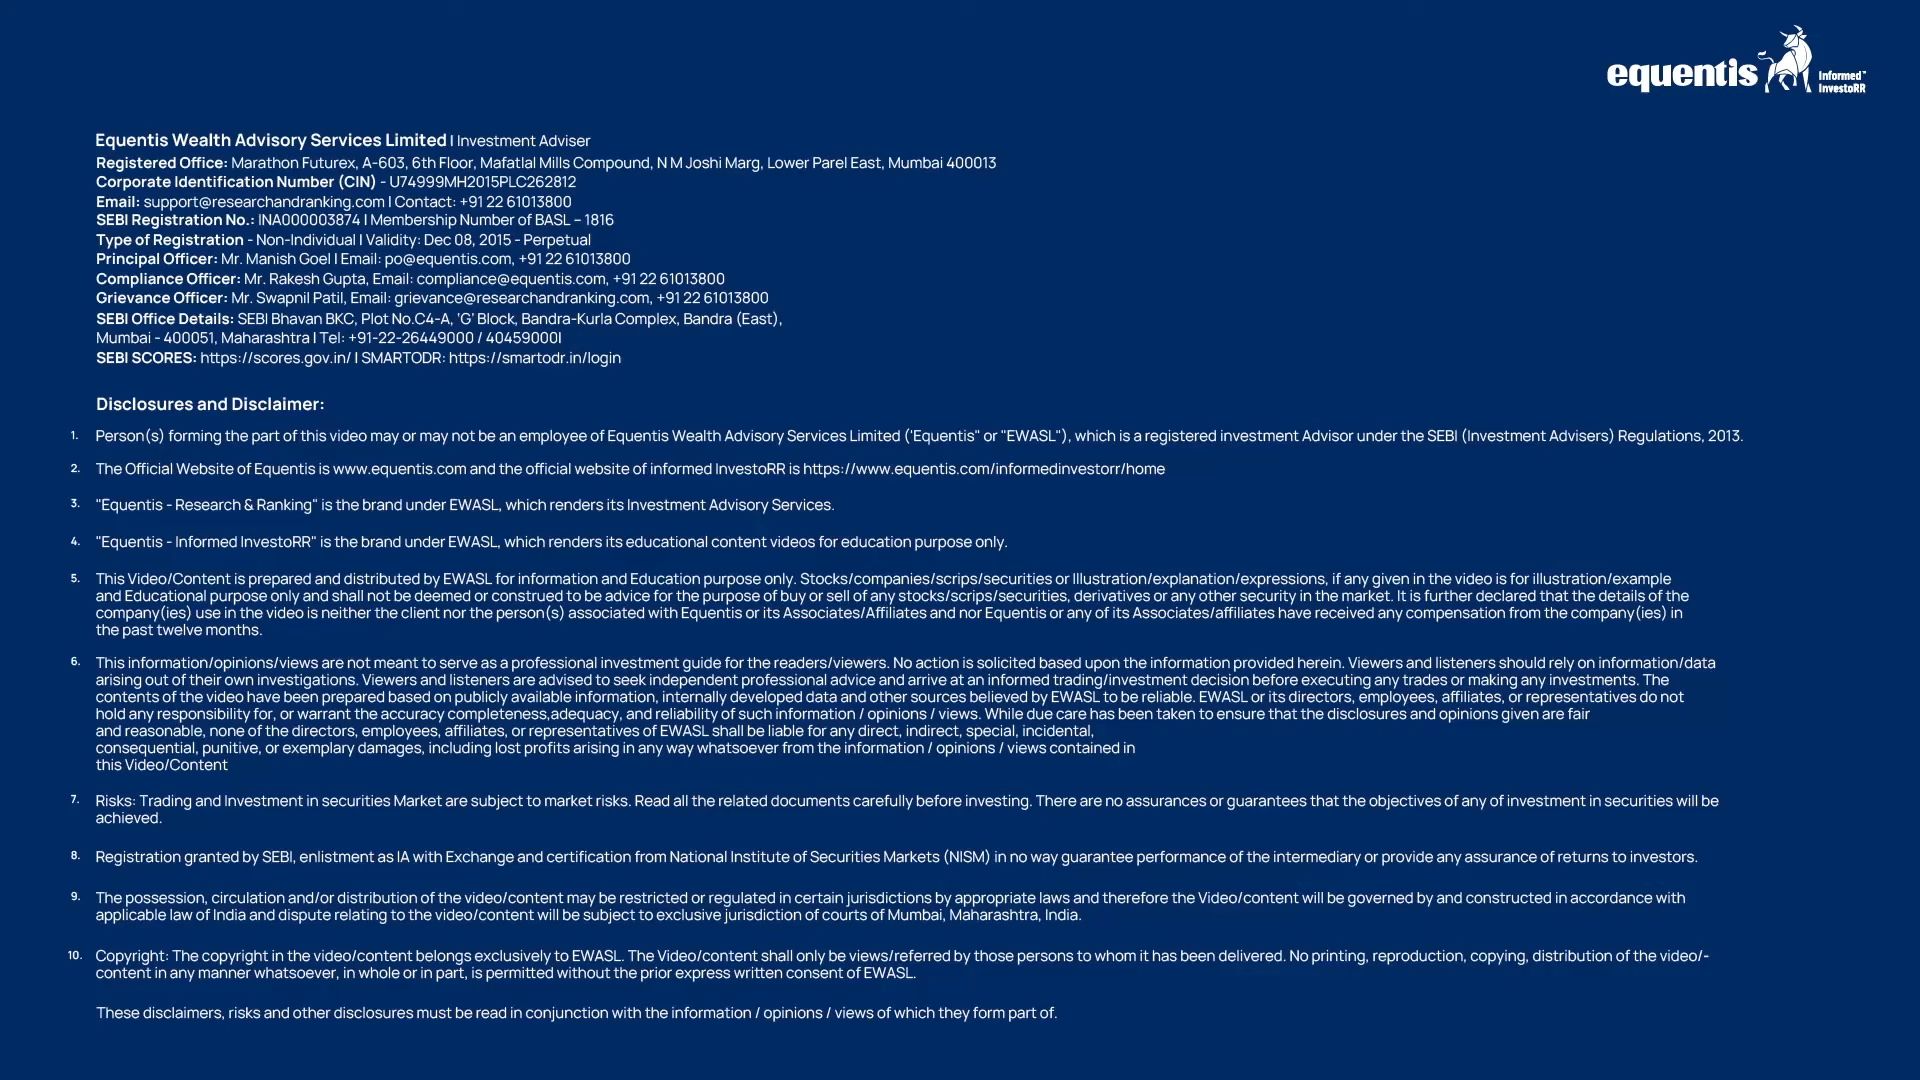 equentis Informed™
InvestoRR
Equentis Wealth Advisory Services Limited | Investment Adviser
Registered Office: Marathon Futurex, A-603, 6th Floor, Mafatlal Mills Compound, N M Joshi Marg, Lower Parel East, Mumbai 400013
Corporate Identification Number (CIN) - U74999MH2015PLC262812
Email: support@researchandranking.com | Contact: +91 22 61013800
SEBI Registration No.: INA000003874 | Membership Number of BASL – 1816
Type of Registration - Non-Individual | Validity: Dec 08, 2015 - Perpetual
Principal Officer: Mr. Manish Goel | Email: po@equentis.com, +91 22 61013800
Compliance Officer: Mr. Rakesh Gupta, Email: compliance@equentis.com, +91 22 61013800
Grievance Officer: Mr. Swapnil Patil, Email: grievance@researchandranking.com, +91 22 61013800
SEBI Office Details: SEBI Bhavan BKC, Plot No.C4-A, 'G' Block, Bandra-Kurla Complex, Bandra (East),
Mumbai - 400051, Maharashtra | Tel: +91-22-26449000 / 40459000|
SEBI SCORES: https://scores.gov.in/ | SMARTODR: https://smartodr.in/login
Disclosures and Disclaimer:
1. Person(s) forming the part of this video may or may not be an employee of Equentis Wealth Advisory Services Limited ('Equentis" or "EWASL"), which is a registered investment Advisor under the SEBI (Investment Advisers) Regulations, 2013.
2. The Official Website of Equentis is www.equentis.com and the official website of informed InvestoRR is https://www.equentis.com/informedinvestorr/home
3. "Equentis - Research & Ranking" is the brand under EWASL, which renders its Investment Advisory Services.
4. "Equentis - Informed InvestoRR" is the brand under EWASL, which renders its educational content videos for education purpose only.
5. This Video/Content is prepared and distributed by EWASL for information and Education purpose only. Stocks/companies/scrips/securities or Illustration/explanation/expressions, if any given in the video is for illustration/example
and Educational purpose only and shall not be deemed or construed to be advice for the purpose of buy or sell of any stocks/scrips/securities, derivatives or any other security in the market. It is further declared that the details of the
company(ies) use in the video is neither the client nor the person(s) associated with Equentis or its Associates/Affiliates and nor Equentis or any of its Associates/affiliates have received any compensation from the company(ies) in
the past twelve months.
6. This information/opinions/views are not meant to serve as a professional investment guide for the readers/viewers. No action is solicited based upon the information provided herein. Viewers and listeners should rely on information/data
arising out of their own investigations. Viewers and listeners are advised to seek independent professional advice and arrive at an informed trading/investment decision before executing any trades or making any investments. The
contents of the video have been prepared based on publicly available information, internally developed data and other sources believed by EWASL to be reliable. EWASL or its directors, employees, affiliates, or representatives do not
hold any responsibility for, or warrant the accuracy completeness,adequacy, and reliability of such information / opinions / views. While due care has been taken to ensure that the disclosures and opinions given are fair
and reasonable, none of the directors, employees, affiliates, or representatives of EWASL shall be liable for any direct, indirect, special, incidental,
consequential, punitive, or exemplary damages, including lost profits arising in any way whatsoever from the information / opinions / views contained in
this Video/Content
7. Risks: Trading and Investment in securities Market are subject to market risks. Read all the related documents carefully before investing. There are no assurances or guarantees that the objectives of any of investment in securities will be
achieved.
8. Registration granted by SEBI, enlistment as IA with Exchange and certification from National Institute of Securities Markets (NISM) in no way guarantee performance of the intermediary or provide any assurance of returns to investors.
9. The possession, circulation and/or distribution of the video/content may be restricted or regulated in certain jurisdictions by appropriate laws and therefore the Video/content will be governed by and constructed in accordance with
applicable law of India and dispute relating to the video/content will be subject to exclusive jurisdiction of courts of Mumbai, Maharashtra, India.
10. Copyright: The copyright in the video/content belongs exclusively to EWASL. The Video/content shall only be views/referred by those persons to whom it has been delivered. No printing, reproduction, copying, distribution of the video/-
content in any manner whatsoever, in whole or in part, is permitted without the prior express written consent of EWASL.
These disclaimers, risks and other disclosures must be read in conjunction with the information / opinions / views of which they form part of.